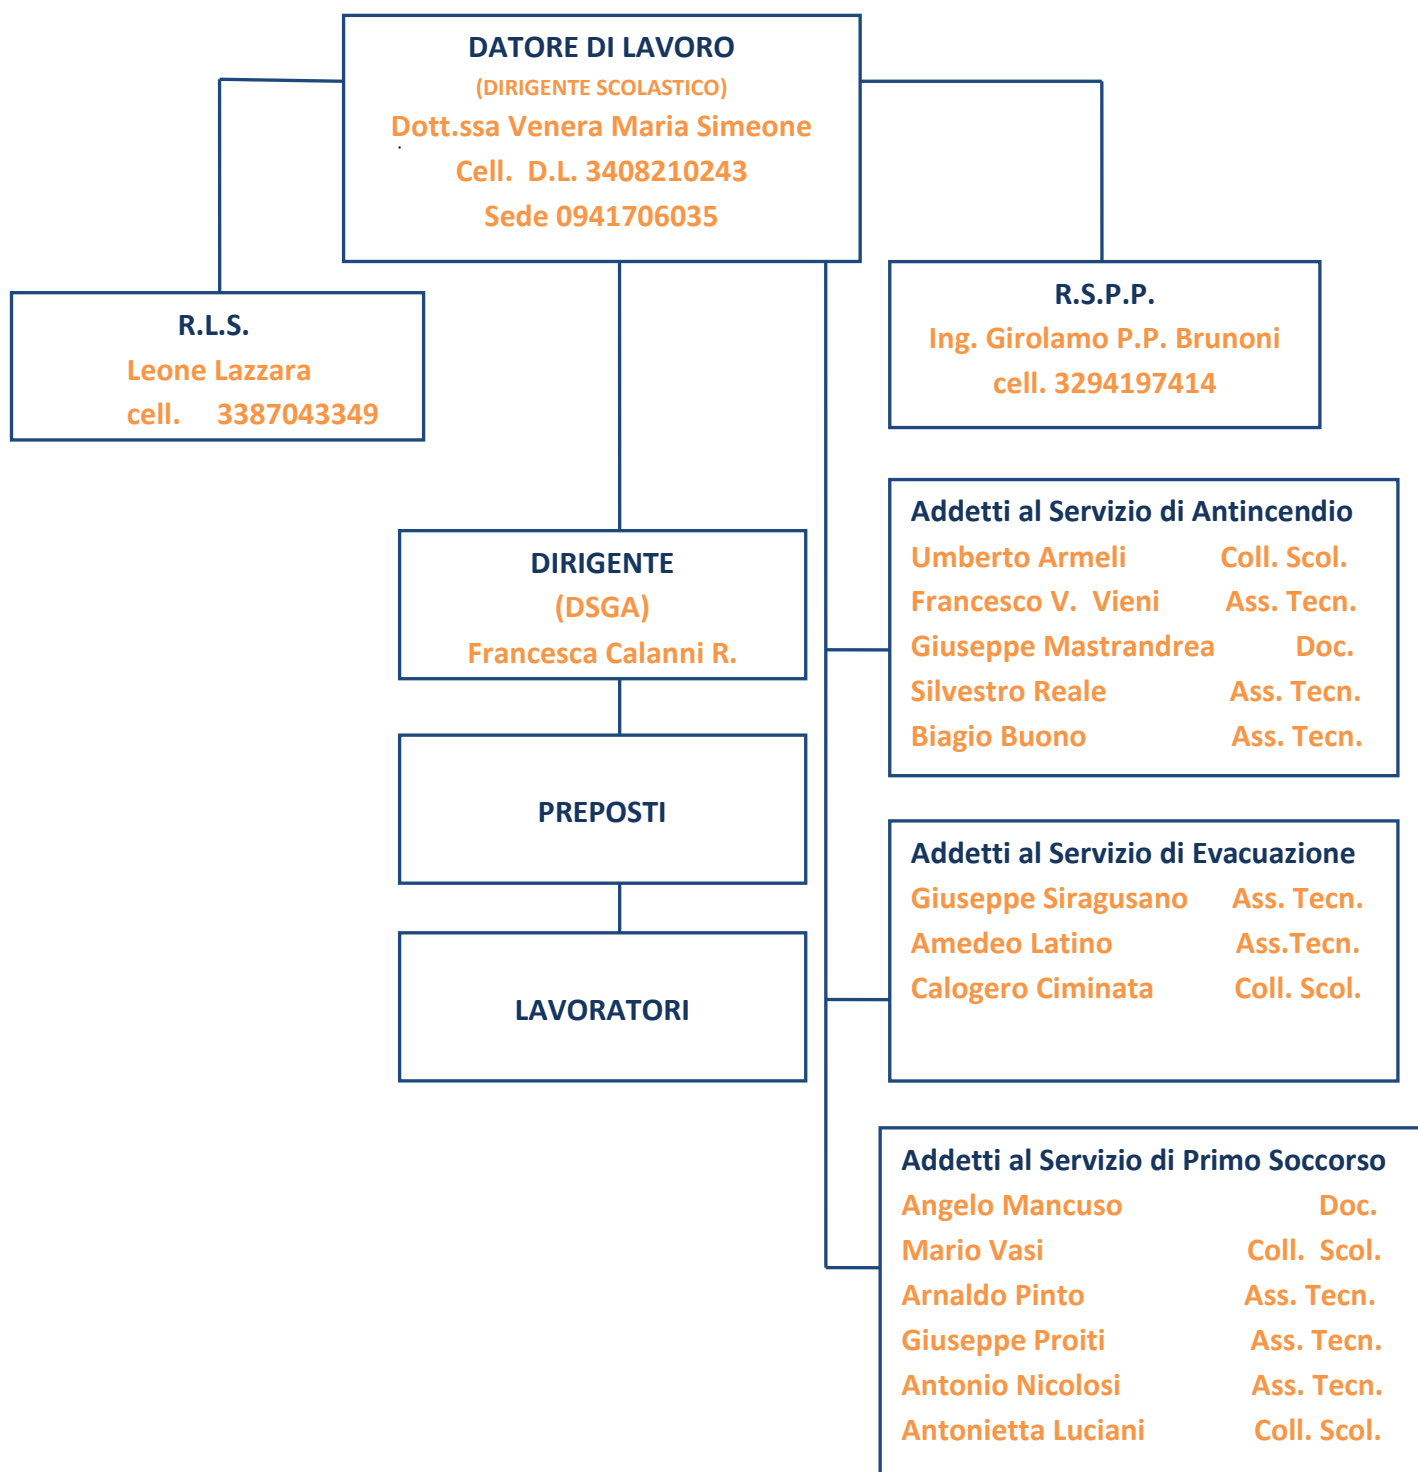 DATORE DI LAVORO
(DIRIGENTE SCOLASTICO)
Dott.ssa Venera Maria Simeone
.
Cell. D.L. 3408210243
Sede 0941706035
R.L.S.
Leone Lazzara
cell. 3387043349
R.S.P.P.
Ing. Girolamo P.P. Brunoni
cell. 3294197414
DIRIGENTE
(DSGA)
Francesca Calanni R.
PREPOSTI
LAVORATORI
Addetti al Servizio di Antincendio
Umberto Armeli Coll. Scol.
Francesco V. Vieni Ass. Tecn.
Giuseppe Mastrandrea Doc.
Silvestro Reale Ass. Tecn.
Biagio Buono Ass. Tecn.
Addetti al Servizio di Evacuazione
Giuseppe Siragusano Ass. Tecn.
Amedeo Latino Ass.Tecn.
Calogero Ciminata Coll. Scol.
Addetti al Servizio di Primo Soccorso
Angelo Mancuso Doc.
Mario Vasi Coll. Scol.
Arnaldo Pinto Ass. Tecn.
Giuseppe Proiti Ass. Tecn.
Antonio Nicolosi Ass. Tecn.
Antonietta Luciani Coll. Scol.